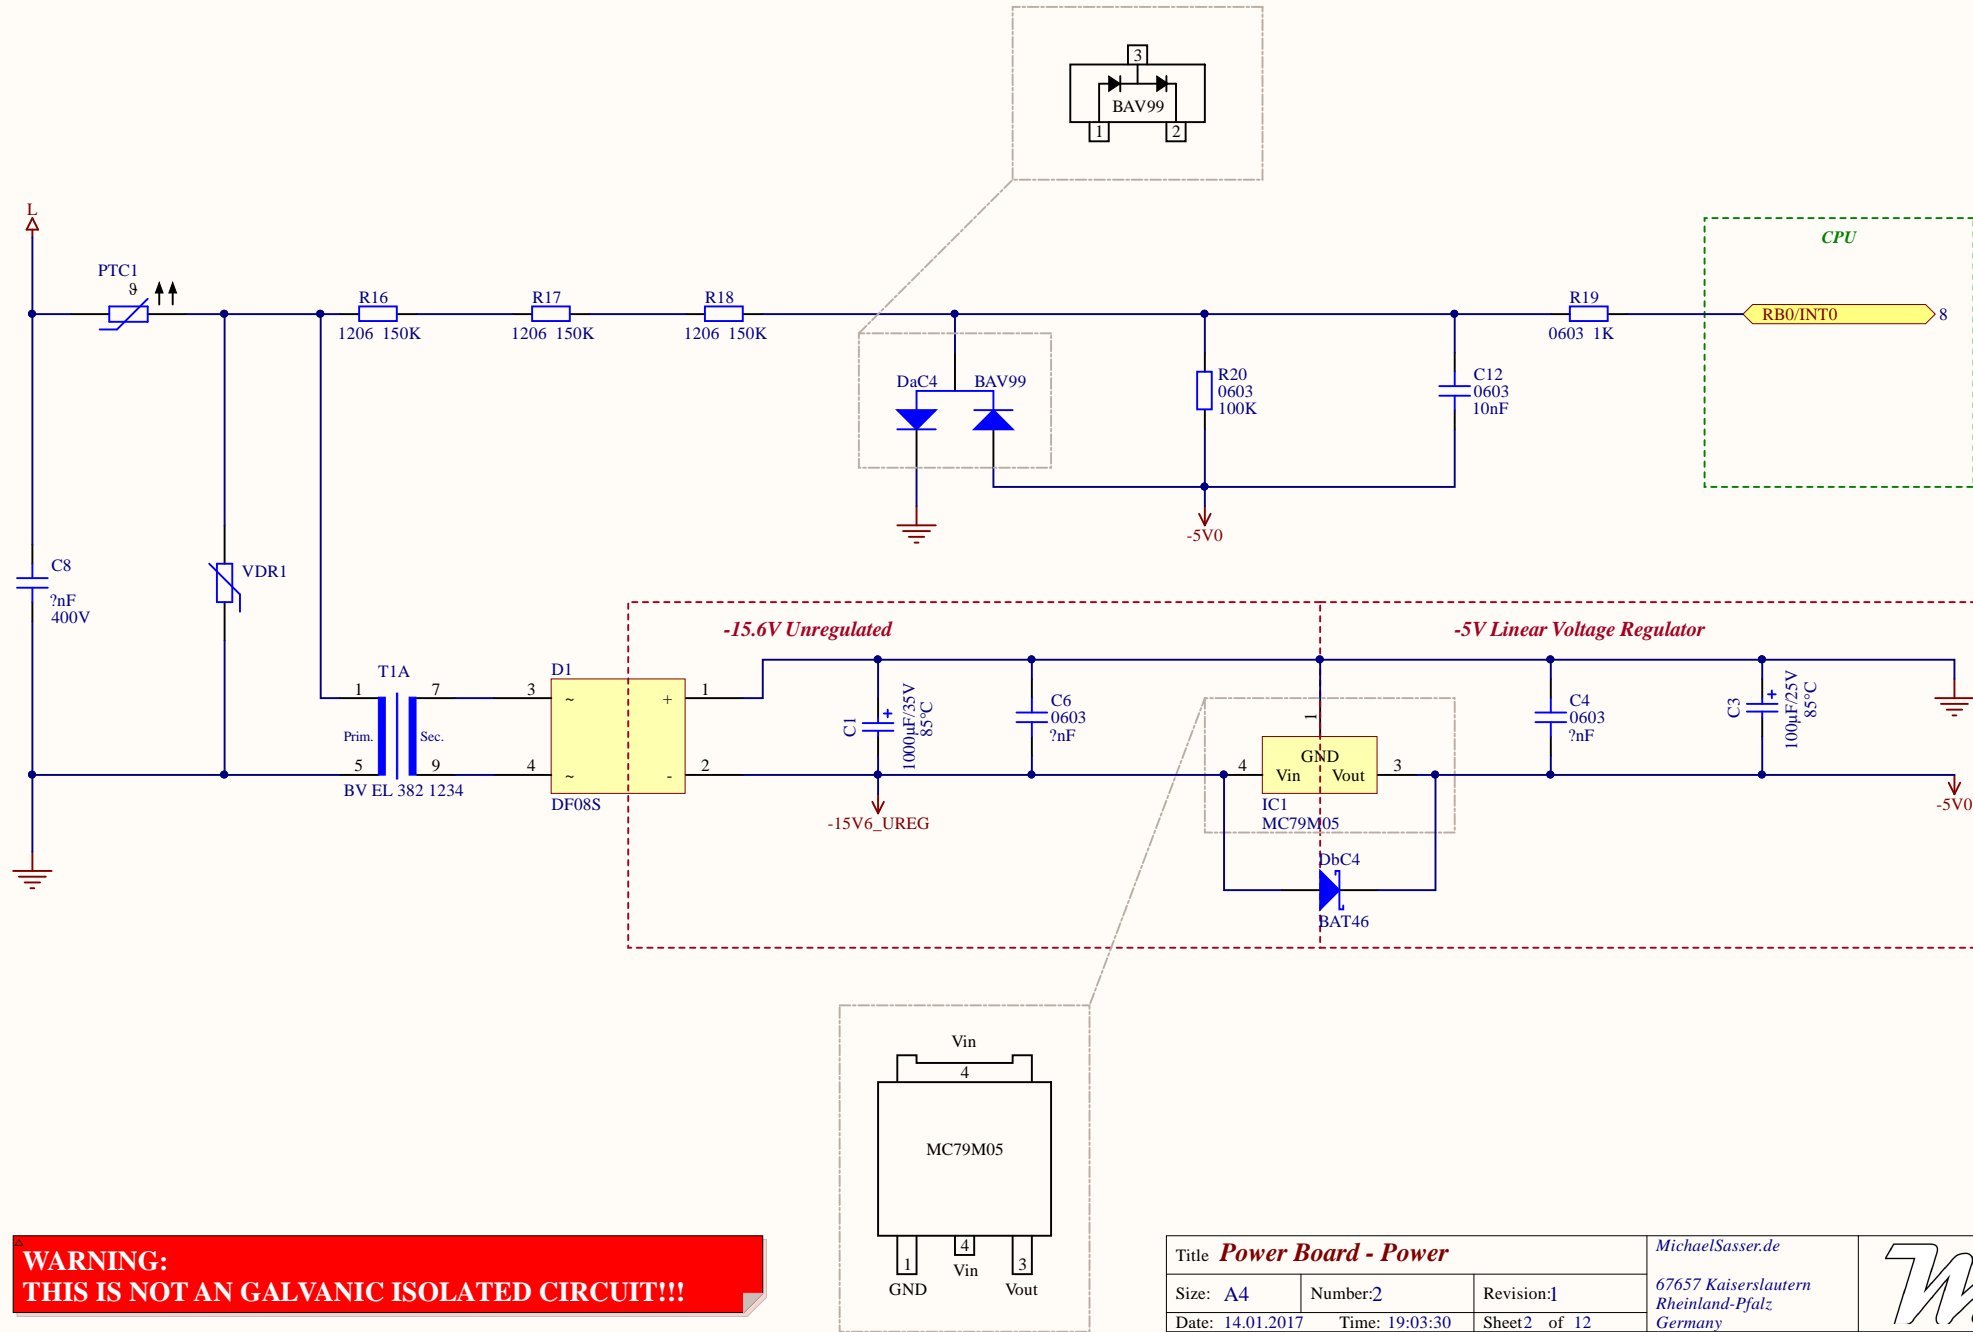 3
BAV99
1
2
L
CPU
PTC1
ϑ
R16
1206 150K
R17
1206 150K
R18
1206 150K
R19
0603 1K
RB0/INT0
8
DaC4
BAV99
R20
0603
100K
C12
0603
10nF
-5V0
C8
?nF
400V
VDR1
-15.6V Unregulated
-5V Linear Voltage Regulator
T1A
1
7
Prim.
Sec.
5
9
BV EL 382 1234
D1
3
~
+
1
4
~
-
2
DF08S
C1
+
1000µF/35V
85°C
C6
0603
?nF
-15V6_UREG
1
GND
4
Vin
Vout
3
IC1
MC79M05
DbC4
BAT46
C4
0603
?nF
C3
+
100µF/25V
85°C
-5V0
Vin
4
MC79M05
1
4
3
GND
Vin
Vout
WARNING:
THIS IS NOT AN GALVANIC ISOLATED CIRCUIT!!!
Title Power Board - Power
MichaelSasser.de
Size: A4
Number:2
Revision:1
67657 Kaiserslautern
Rheinland-Pfalz
Germany
Date: 14.01.2017
Time: 19:03:30
Sheet2 of 12